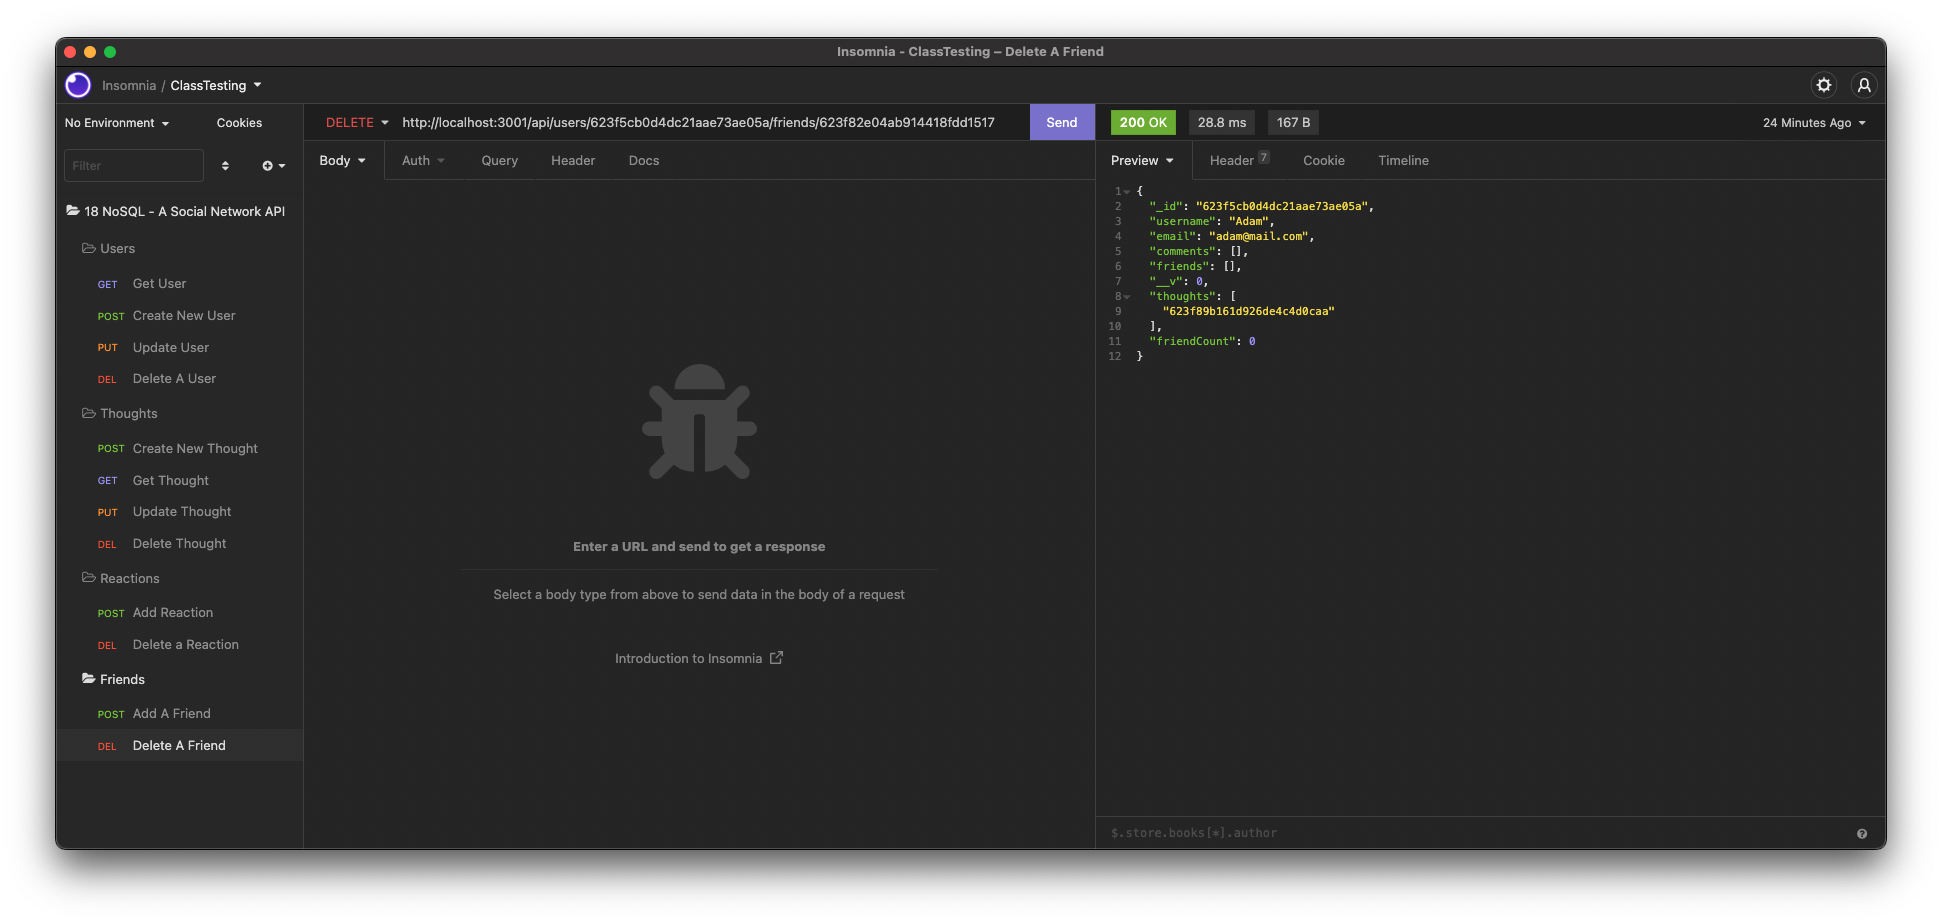 Insomnia - ClassTesting – Delete A Friend
Insomnia / ClassTesting
No Environment Cookies
Filter
18 NoSQL - A Social Network API
Users
GET Get User
POST Create New User
PUT Update User
DEL Delete A User
Thoughts
POST Create New Thought
GET Get Thought
PUT Update Thought
DEL Delete Thought
Reactions
POST Add Reaction
DEL Delete a Reaction
Friends
POST Add A Friend
DEL Delete A Friend
DELETE http://localhost:3001/api/users/623f5cb0d4dc21aae73ae05a/friends/623f82e04ab914418fdd1517 Send
Body Auth Query Header Docs
Enter a URL and send to get a response
Select a body type from above to send data in the body of a request
Introduction to Insomnia
200 OK 28.8 ms 167 B 24 Minutes Ago
Preview Header 7 Cookie Timeline
1 {
2 "_id": "623f5cb0d4dc21aae73ae05a",
3 "username": "Adam",
4 "email": "adam@mail.com",
5 "comments": [],
6 "friends": [],
7 "__v": 0,
8 "thoughts": [
9 "623f89b161d926de4c4d0caa"
10 ],
11 "friendCount": 0
12 }
$.store.books[*].author